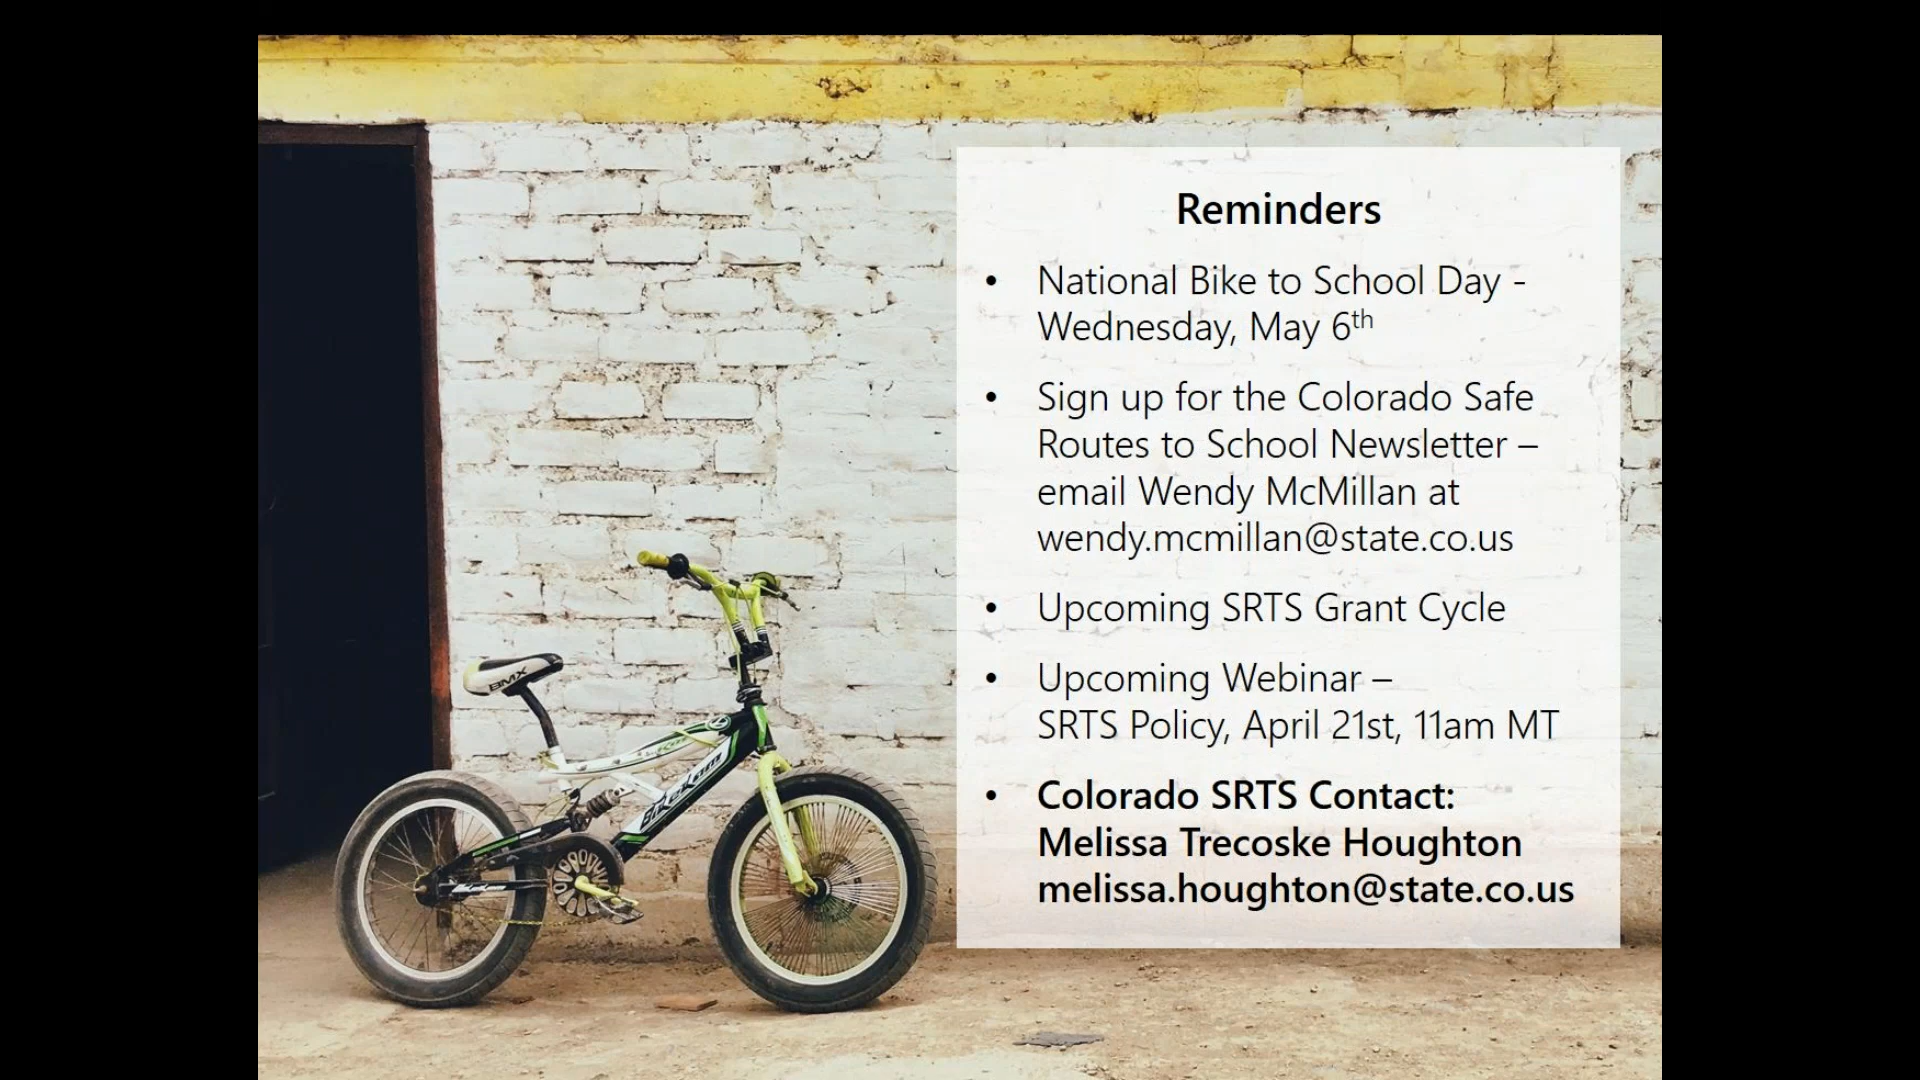 Reminders
• National Bike to School Day -
Wednesday, May 6th
• Sign up for the Colorado Safe
Routes to School Newsletter –
email Wendy McMillan at
wendy.mcmillan@state.co.us
• Upcoming SRTS Grant Cycle
• Upcoming Webinar –
SRTS Policy, April 21st, 11am MT
• Colorado SRTS Contact:
Melissa Trecoske Houghton
melissa.houghton@state.co.us
BMX